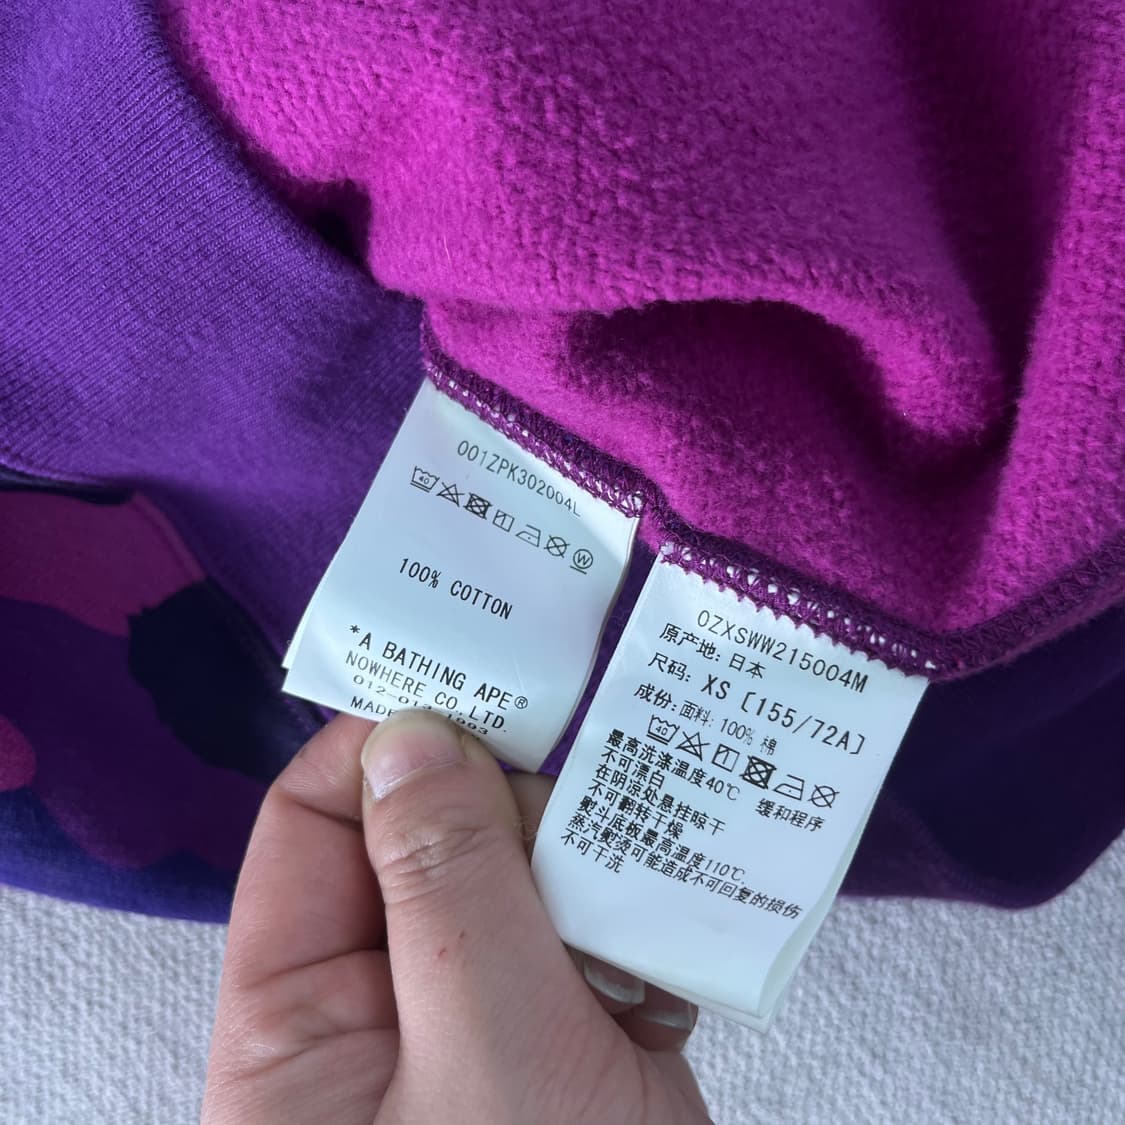 001ZPK302004L
40
W
100% COTTON
*A BATHING APE®
NOWHERE CO. LTD.
1993
MADE
0ZXSWW215004M
原产地: 日本
尺码: XS [155/72A]
成份: 面料: 100% 棉
40
最高洗涤温度40℃ 缓和程序
不可漂白
在阴凉处悬挂晾干
不可翻转干燥
熨斗底板最高温度110℃,
蒸汽熨烫可能造成不可回复的损伤
不可干洗